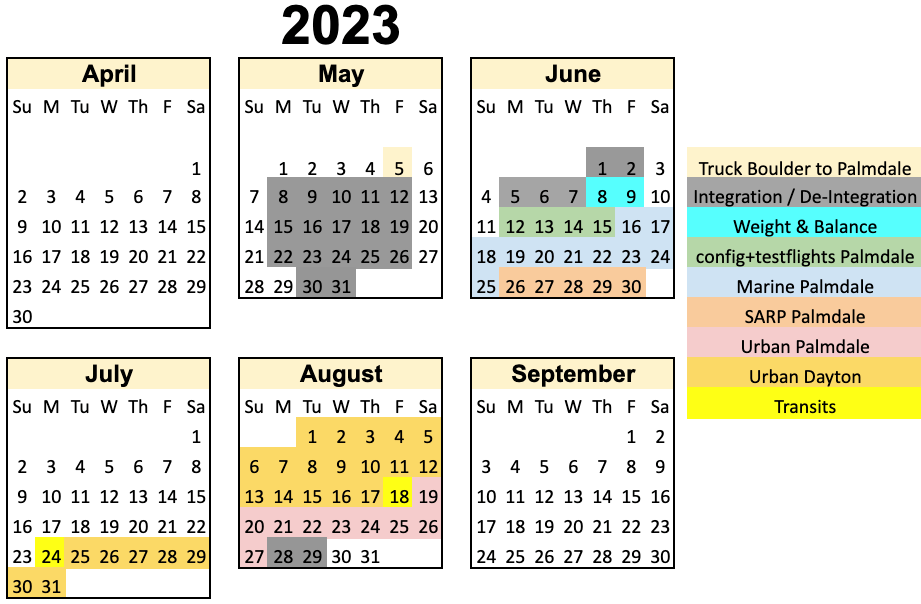 2023
April May June
Su M Tu W Th F Sa Su M Tu W Th F Sa Su M Tu W Th F Sa
1 1 2 3 4 5 6 1 2 3 Truck Boulder to Palmdale
2 3 4 5 6 7 8 7 8 9 10 11 12 13 4 5 6 7 8 9 10 Integration / De-Integration
9 10 11 12 13 14 15 14 15 16 17 18 19 20 11 12 13 14 15 16 17 Weight & Balance
16 17 18 19 20 21 22 21 22 23 24 25 26 27 18 19 20 21 22 23 24 config+testflights Palmdale
23 24 25 26 27 28 29 28 29 30 31 25 26 27 28 29 30 Marine Palmdale
30 SARP Palmdale
Urban Palmdale
July August September Urban Dayton
Su M Tu W Th F Sa Su M Tu W Th F Sa Su M Tu W Th F Sa Transits
1 1 2 3 4 5 1 2
2 3 4 5 6 7 8 6 7 8 9 10 11 12 3 4 5 6 7 8 9
9 10 11 12 13 14 15 13 14 15 16 17 18 19 10 11 12 13 14 15 16
16 17 18 19 20 21 22 20 21 22 23 24 25 26 17 18 19 20 21 22 23
23 24 25 26 27 28 29 27 28 29 30 31 24 25 26 27 28 29 30
30 31